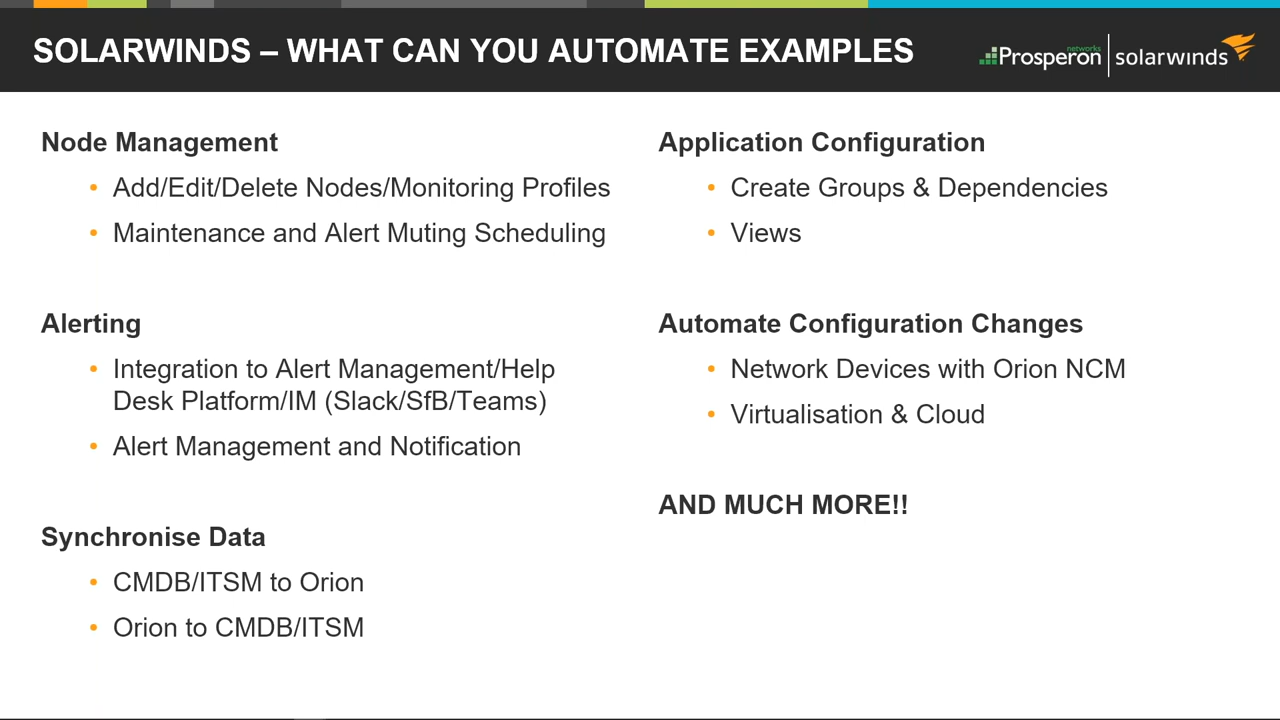 SOLARWINDS – WHAT CAN YOU AUTOMATE EXAMPLES
networks
Prosperon
solarwinds
Node Management
• Add/Edit/Delete Nodes/Monitoring Profiles
• Maintenance and Alert Muting Scheduling
Alerting
• Integration to Alert Management/Help
Desk Platform/IM (Slack/SfB/Teams)
• Alert Management and Notification
Synchronise Data
• CMDB/ITSM to Orion
• Orion to CMDB/ITSM
Application Configuration
• Create Groups & Dependencies
• Views
Automate Configuration Changes
• Network Devices with Orion NCM
• Virtualisation & Cloud
AND MUCH MORE!!